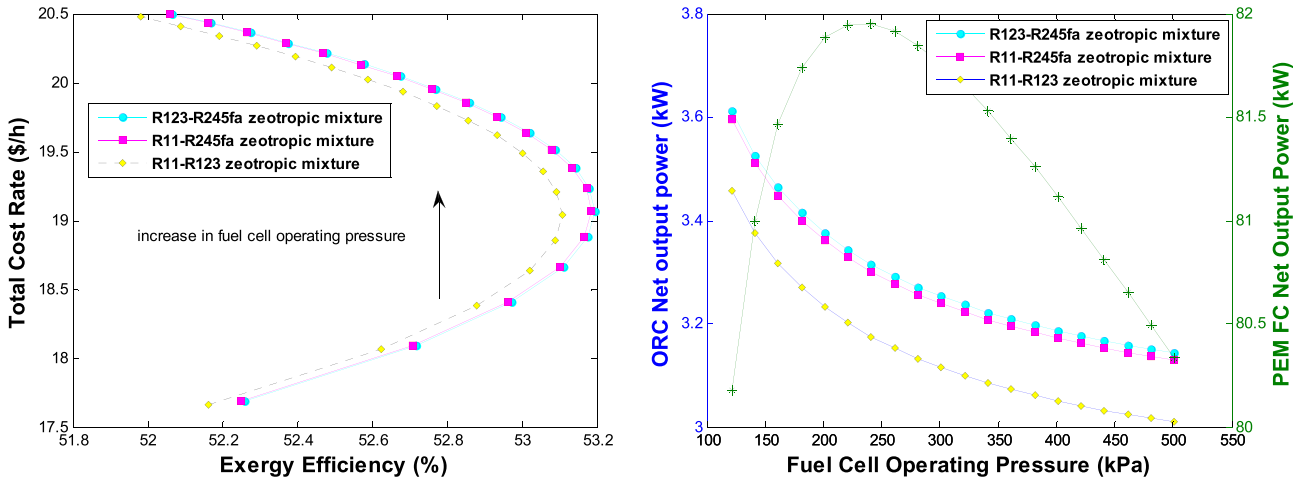 Total Cost Rate ($/h)
20.5
20
19.5
19
18.5
18
17.5
R123-R245fa zeotropic mixture
R11-R245fa zeotropic mixture
R11-R123 zeotropic mixture
increase in fuel cell operating pressure
51.8 52 52.2 52.4 52.6 52.8 53 53.2
Exergy Efficiency (%)
ORC Net output power (kW)
3.8
3.6
3.4
3.2
3
R123-R245fa zeotropic mixture
R11-R245fa zeotropic mixture
R11-R123 zeotropic mixture
82
81.5
81
80.5
80
PEM FC Net Output Power (kW)
100 150 200 250 300 350 400 450 500 550
Fuel Cell Operating Pressure (kPa)